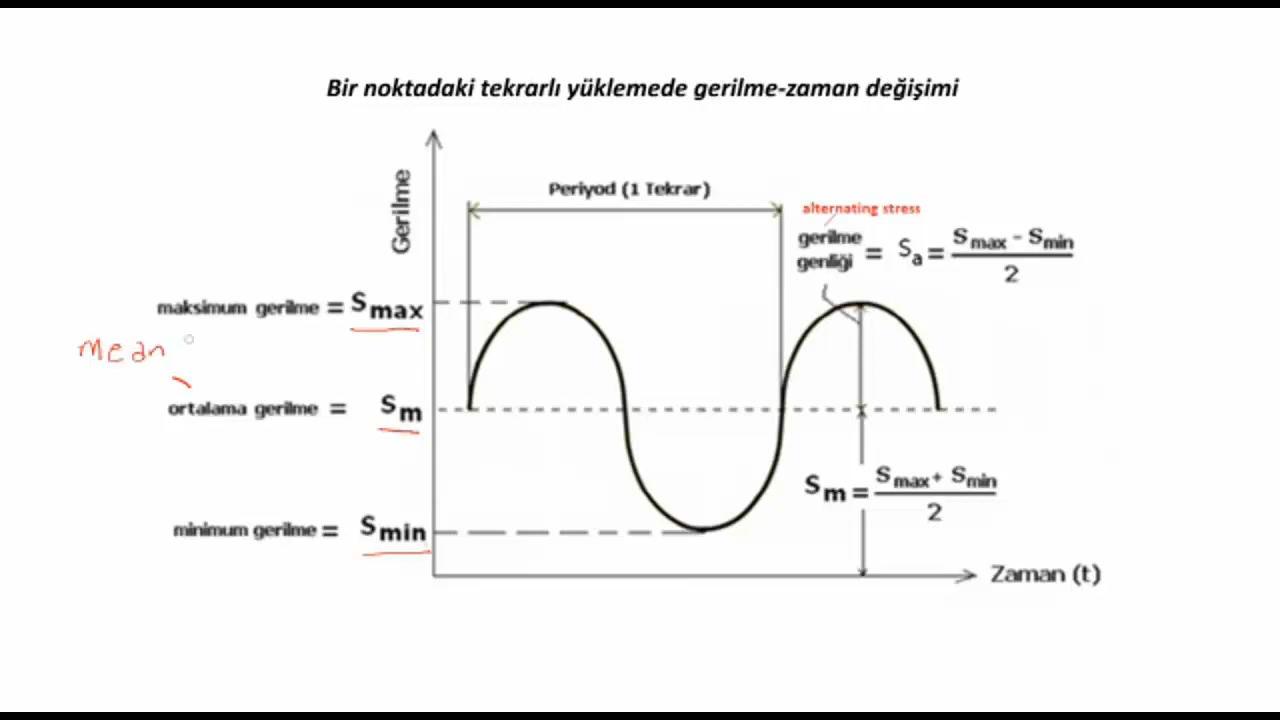 Bir noktadaki tekrarlı yüklemede gerilme-zaman değişimi
Gerilme
Periyod (1 Tekrar)
alternating stress
gerilme
genliği = Sa = Smax - Smin
2
maksimum gerilme = Smax
mean
ortalama gerilme = Sm
Sm = Smax + Smin
2
minimum gerilme = Smin
Zaman (t)